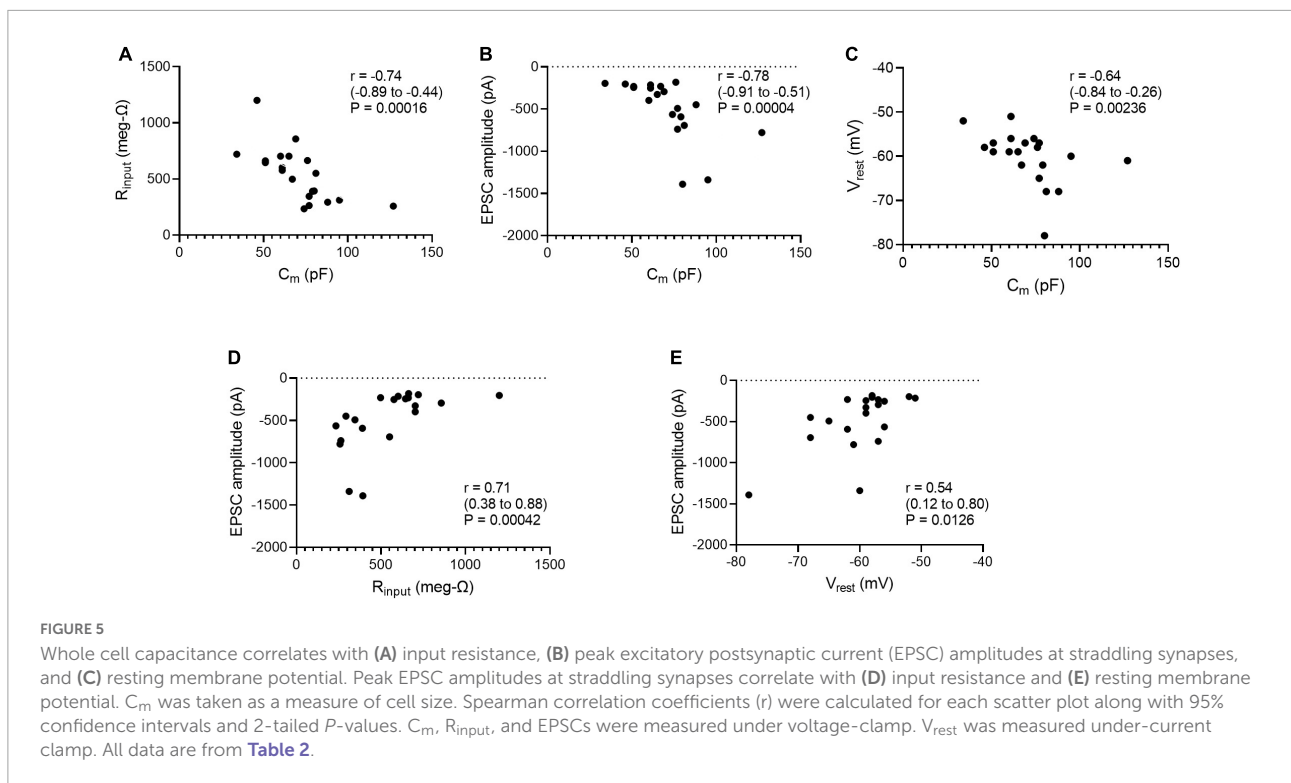 A
1500
1000
500
0
0
50
100
150
R_input (meg-Ω)
C_m (pF)
r = -0.74
(-0.89 to -0.44)
P = 0.00016
B
0
-500
-1000
-1500
-2000
0
50
100
150
EPSC amplitude (pA)
C_m (pF)
r = -0.78
(-0.91 to -0.51)
P = 0.00004
C
-40
-50
-60
-70
-80
0
50
100
150
V_rest (mV)
C_m (pF)
r = -0.64
(-0.84 to -0.26)
P = 0.00236
D
0
-500
-1000
-1500
-2000
0
500
1000
1500
EPSC amplitude (pA)
R_input (meg-Ω)
r = 0.71
(0.38 to 0.88)
P = 0.00042
E
0
-500
-1000
-1500
-2000
-80
-70
-60
-50
-40
EPSC amplitude (pA)
V_rest (mV)
r = 0.54
(0.12 to 0.80)
P = 0.0126
FIGURE 5
Whole cell capacitance correlates with (A) input resistance, (B) peak excitatory postsynaptic current (EPSC) amplitudes at straddling synapses,
and (C) resting membrane potential. Peak EPSC amplitudes at straddling synapses correlate with (D) input resistance and (E) resting membrane
potential. C_m was taken as a measure of cell size. Spearman correlation coefficients (r) were calculated for each scatter plot along with 95%
confidence intervals and 2-tailed P-values. C_m, R_input, and EPSCs were measured under voltage-clamp. V_rest was measured under-current
clamp. All data are from Table 2.